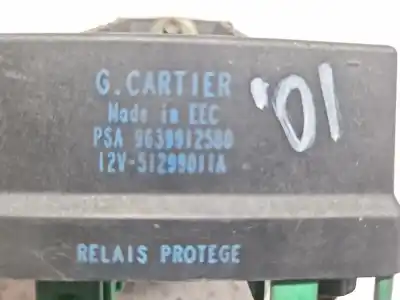 G.CARTIER
Made in EEC
PSA 9639912580
12V-51299011A
'01
RELAIS PROTEGE